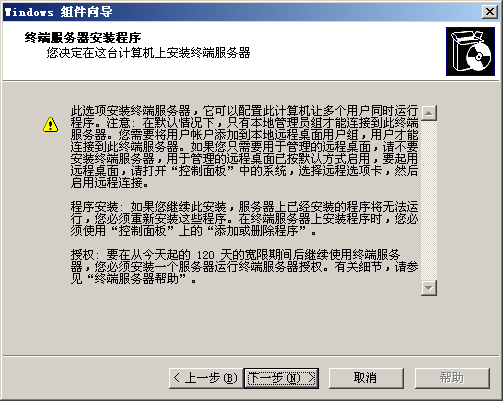 Windows 组件向导
终端服务器安装程序
您决定在这台计算机上安装终端服务器
此选项安装终端服务器，它可以配置此计算机让多个用户同时运行
程序。注意: 在默认情况下，只有本地管理员组才能连接到此终端
服务器。您需要将用户帐户添加到本地远程桌面用户组，用户才能
连接到此终端服务器。如果您只需要用于管理的远程桌面，请不要
安装终端服务器，用于管理的远程桌面已按默认方式启用，要起用
远程桌面，请打开“控制面板”中的系统，选择远程选项卡，然后
启用远程连接。
程序安装: 如果您继续此安装，服务器上已经安装的程序将无法运
行，您必须重新安装这些程序。在终端服务器上安装程序时，您必
须使用“控制面板”上的“添加或删除程序”。
授权: 要在从今天起的 120 天的宽限期后继续使用终端服务
器，您必须安装一个服务器运行终端服务器授权。有关细节，请参
见“终端服务器帮助”。
< 上一步(B)
下一步(N) >
取消
帮助